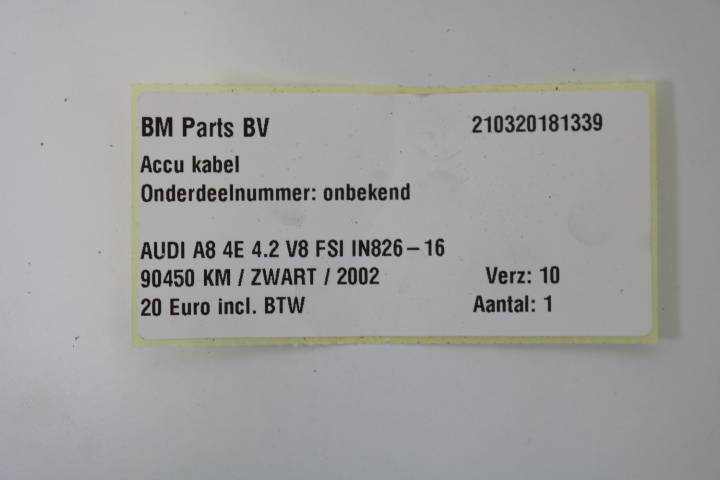 BM Parts BV 210320181339
Accu kabel
Onderdeelnummer: onbekend
AUDI A8 4E 4.2 V8 FSI IN826-16
90450 KM / ZWART / 2002 Verz: 10
20 Euro incl. BTW Aantal: 1